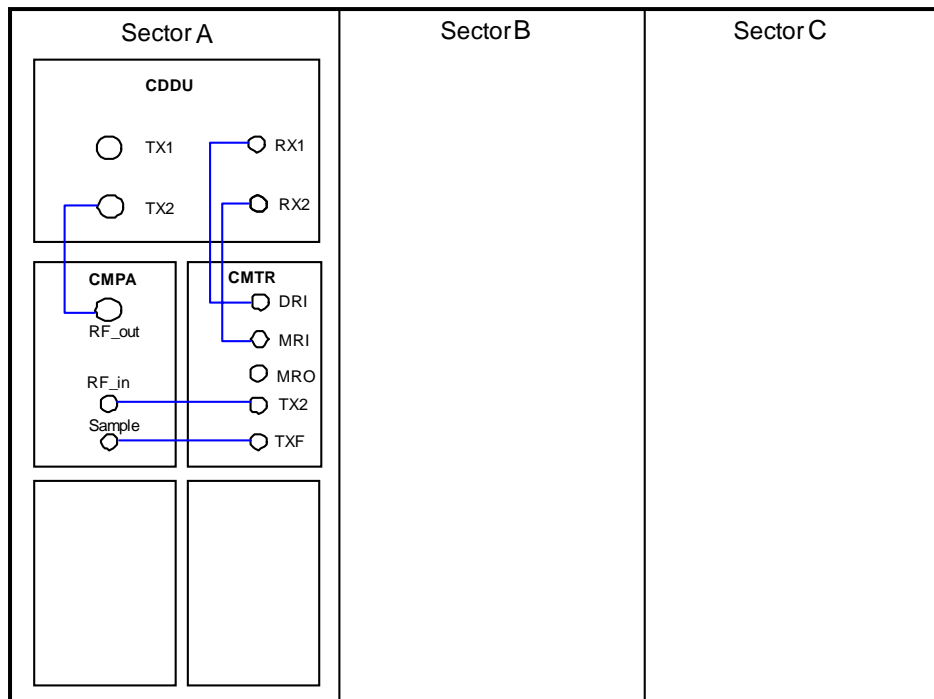 Sector A
Sector B
Sector C
CDDU
TX1
RX1
TX2
RX2
CMPA
CMTR
RF_out
DRI
MRI
MRO
RF_in
TX2
Sample
TXF